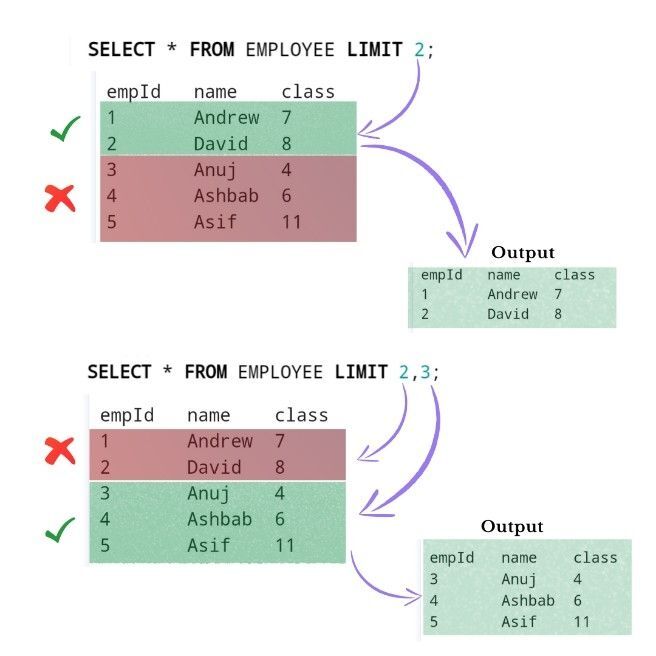 SELECT * FROM EMPLOYEE LIMIT 2;
empId name class
1 Andrew 7
2 David 8
3 Anuj 4
4 Ashbab 6
5 Asif 11
Output
empId name class
1 Andrew 7
2 David 8
SELECT * FROM EMPLOYEE LIMIT 2,3;
empId name class
1 Andrew 7
2 David 8
3 Anuj 4
4 Ashbab 6
5 Asif 11
Output
empId name class
3 Anuj 4
4 Ashbab 6
5 Asif 11